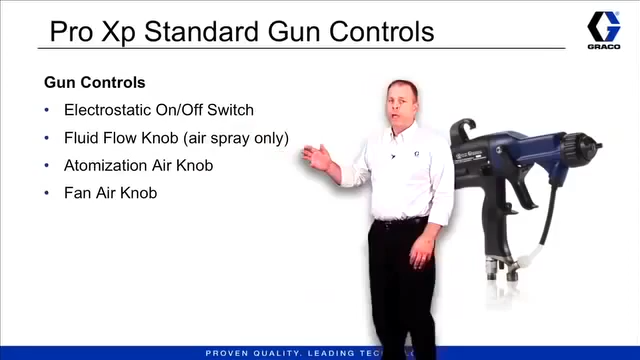 Pro Xp Standard Gun Controls
GRACO
Gun Controls
• Electrostatic On/Off Switch
• Fluid Flow Knob (air spray only)
• Atomization Air Knob
• Fan Air Knob
PROVEN QUALITY. LEADING